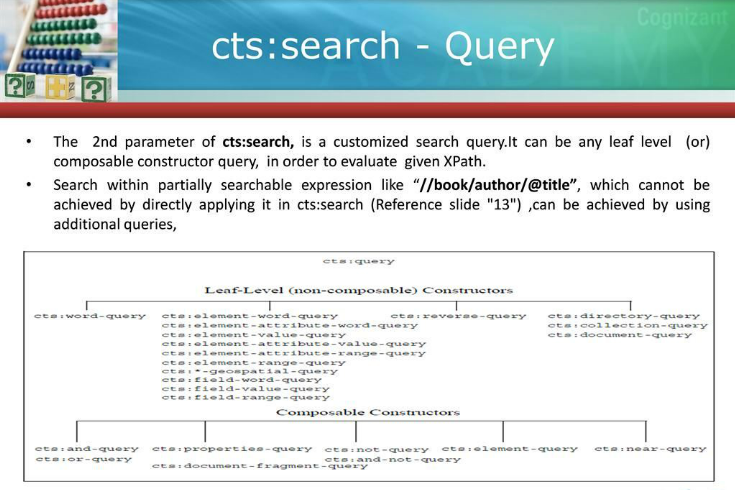 Cognizant
ACADEMY
cts:search - Query
• The 2nd parameter of cts:search, is a customized search query.It can be any leaf level (or)
composable constructor query, in order to evaluate given XPath.
• Search within partially searchable expression like “//book/author/@title”, which cannot be
achieved by directly applying it in cts:search (Reference slide "13") ,can be achieved by using
additional queries,
cts:query
Leaf-Level (non-composable) Constructors
cts:word-query cts:element-word-query cts:reverse-query cts:directory-query
cts:element-attribute-word-query cts:collection-query
cts:element-value-query cts:document-query
cts:element-attribute-value-query
cts:element-attribute-range-query
cts:element-range-query
cts:*-geospatial-query
cts:field-word-query
cts:field-value-query
cts:field-range-query
Composable Constructors
cts:and-query cts:properties-query cts:not-query cts:element-query cts:near-query
cts:or-query cts:and-not-query
cts:document-fragment-query